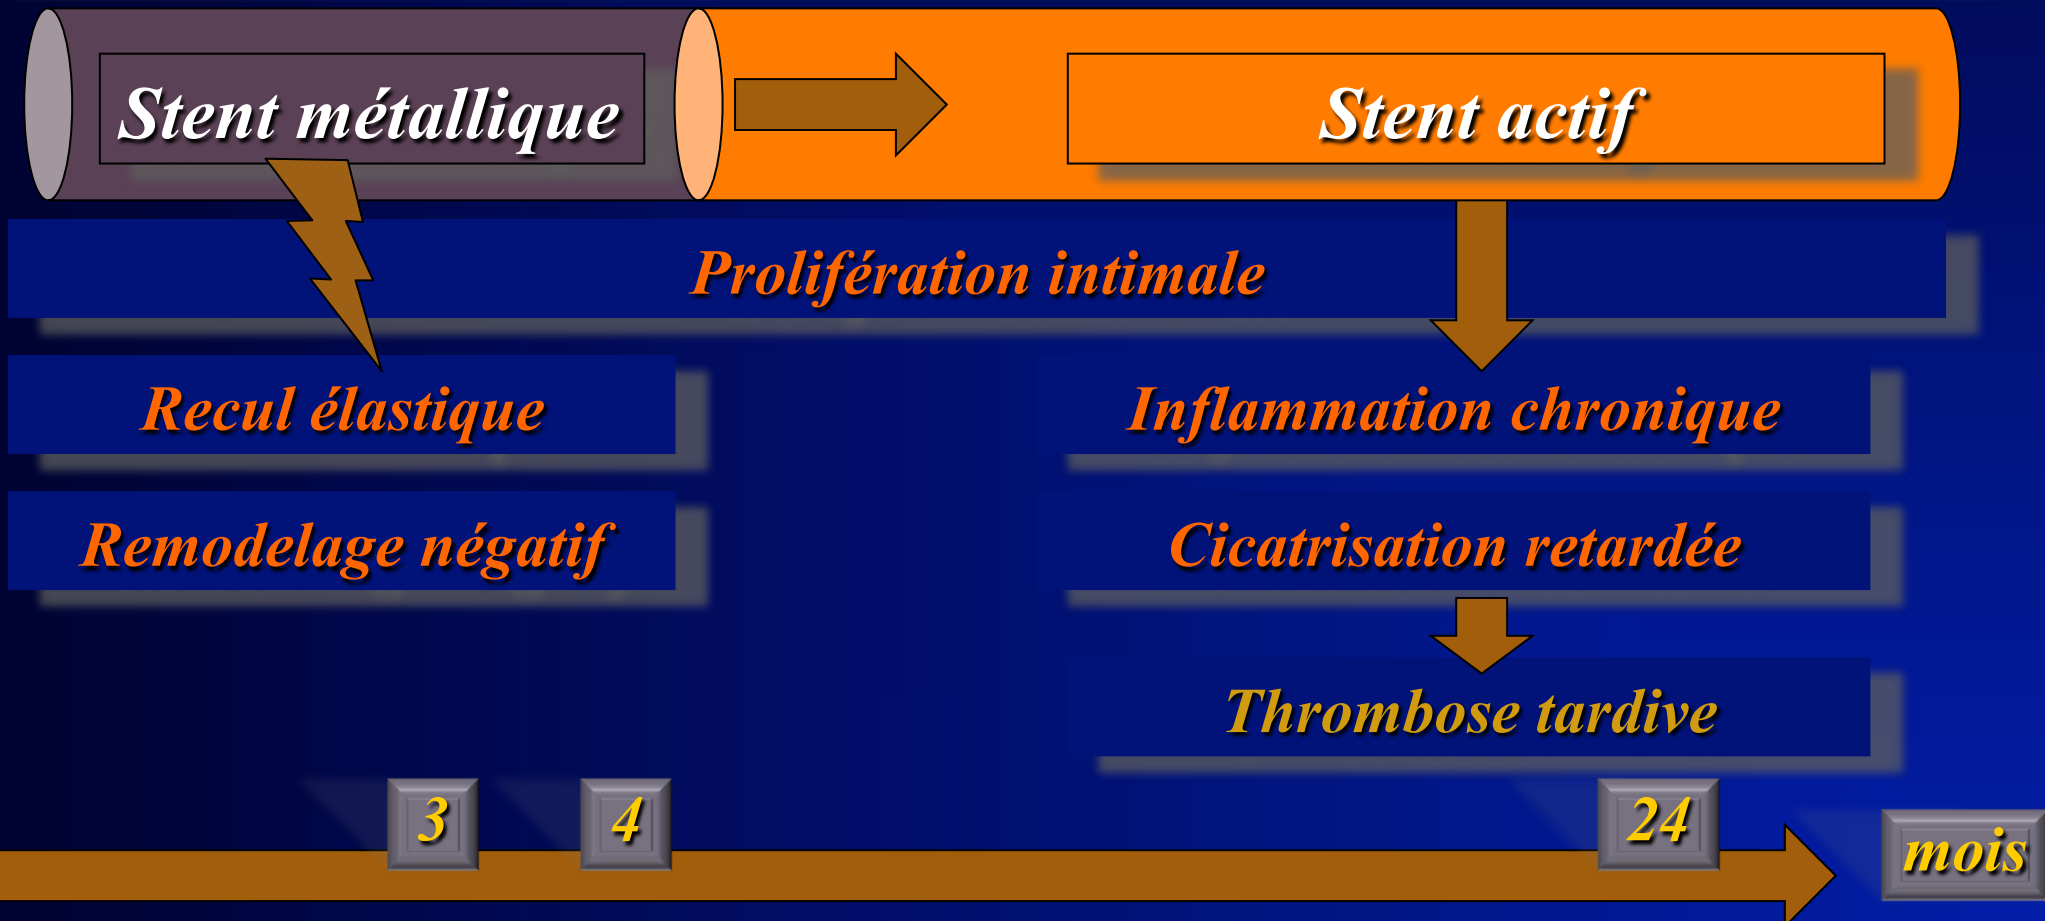 Stent métallique
Stent actif
Prolifération intimale
Recul élastique
Inflammation chronique
Remodelage négatif
Cicatrisation retardée
Thrombose tardive
3
4
24
mois